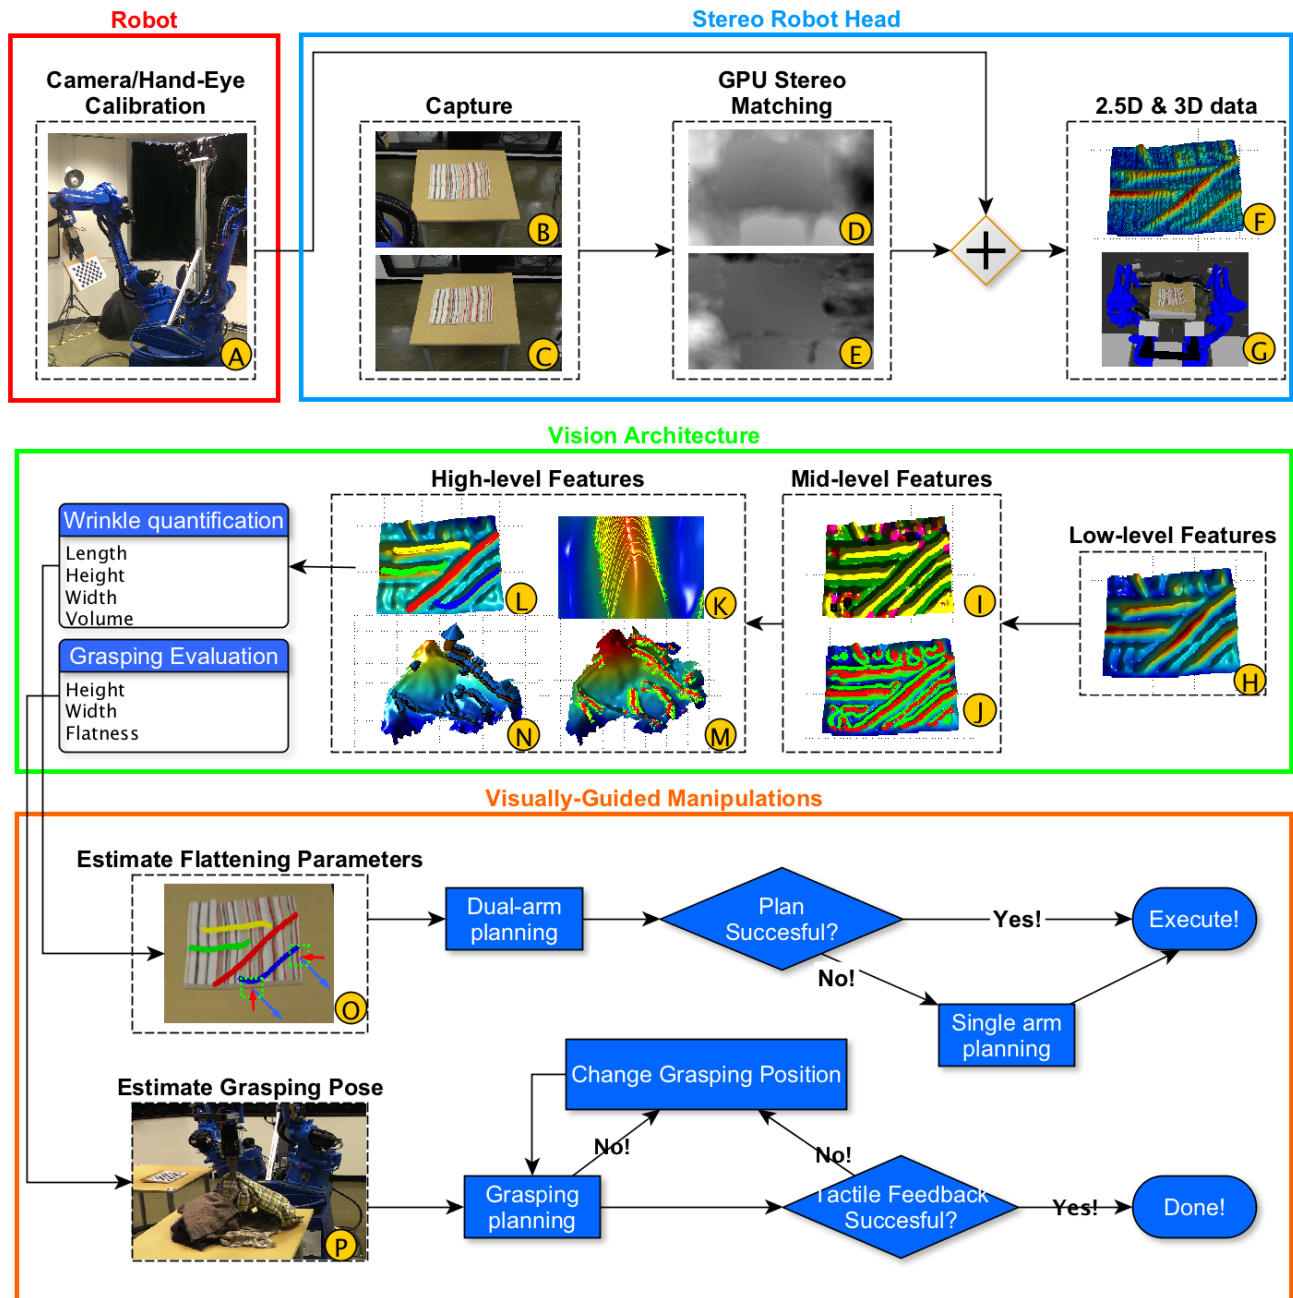 Robot
Stereo Robot Head
Camera/Hand-Eye
Calibration
Capture
GPU Stereo
Matching
2.5D & 3D data
A
B
C
D
E
F
G
Vision Architecture
High-level Features
Mid-level Features
Low-level Features
Wrinkle quantification
Length
Height
Width
Volume
Grasping Evaluation
Height
Width
Flatness
L
K
N
M
I
J
H
Visually-Guided Manipulations
Estimate Flattening Parameters
O
Dual-arm
planning
Plan
Succesful?
Yes!
Execute!
No!
Single arm
planning
Estimate Grasping Pose
P
Change Grasping Position
No!
No!
Grasping
planning
Tactile Feedback
Succesful?
Yes!
Done!